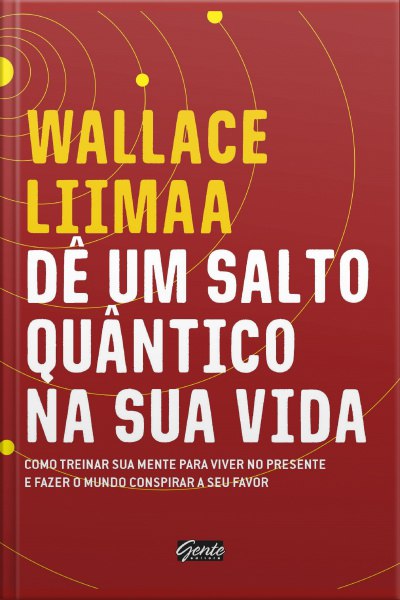 WALLACE
LIIMAA
DÊ UM SALTO
QUÂNTICO
NA SUA VIDA
COMO TREINAR SUA MENTE PARA VIVER NO PRESENTE
E FAZER O MUNDO CONSPIRAR A SEU FAVOR
Gente
editora